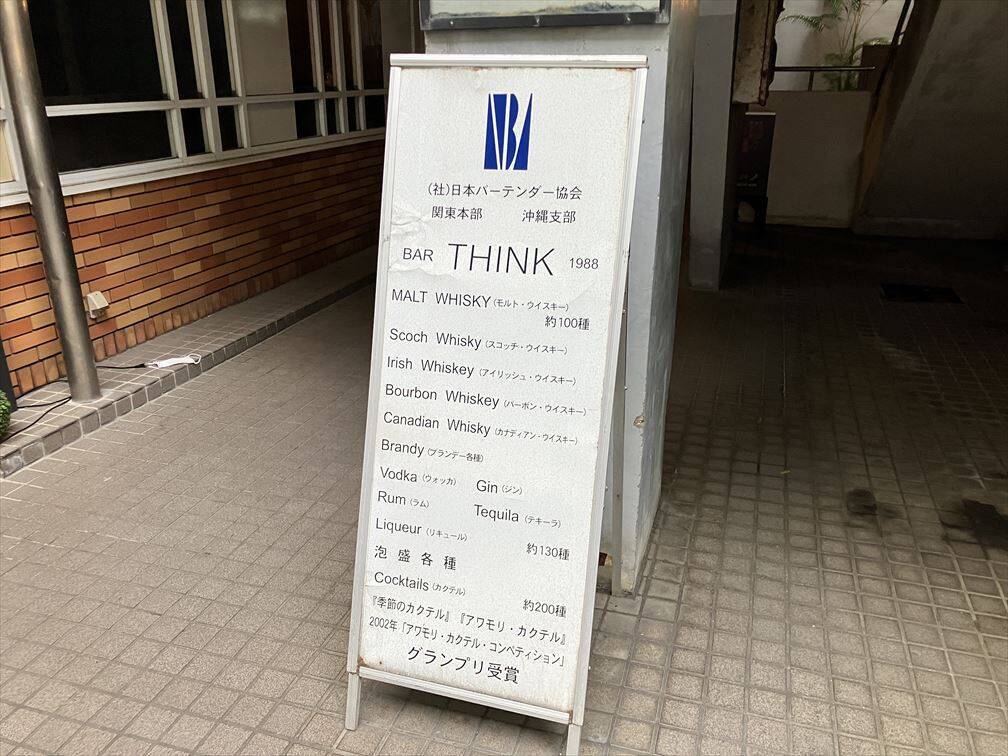 NBA
(社)日本バーテンダー協会
関東本部 沖縄支部
BAR THINK 1988
MALT WHISKY(モルト・ウイスキー)
約100種
Scoch Whisky(スコッチ・ウイスキー)
Irish Whiskey(アイリッシュ・ウイスキー)
Bourbon Whiskey(バーボン・ウイスキー)
Canadian Whisky(カナディアン・ウイスキー)
Brandy(ブランデー各種)
Vodka(ウォッカ) Gin(ジン)
Rum(ラム) Tequila(テキーラ)
Liqueur(リキュール)
約130種
泡盛各種
Cocktails(カクテル)
約200種
『季節のカクテル』『アワモリ・カクテル』
2002年「アワモリ・カクテル・コンペティション」
グランプリ受賞